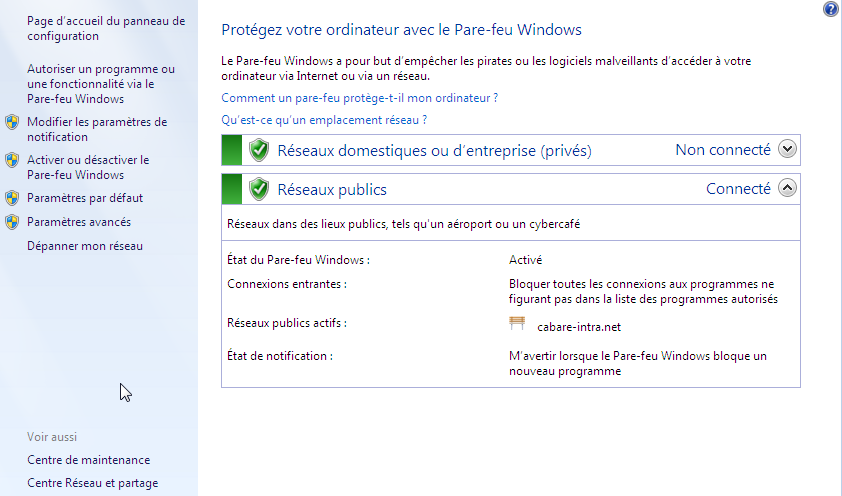 Page d'accueil du panneau de
configuration
Autoriser un programme ou
une fonctionnalité via le
Pare-feu Windows
Modifier les paramètres de
notification
Activer ou désactiver le
Pare-feu Windows
Paramètres par défaut
Paramètres avancés
Dépanner mon réseau
Voir aussi
Centre de maintenance
Centre Réseau et partage
Protégez votre ordinateur avec le Pare-feu Windows
Le Pare-feu Windows a pour but d'empêcher les pirates ou les logiciels malveillants d'accéder à votre
ordinateur via Internet ou via un réseau.
Comment un pare-feu protège-t-il mon ordinateur ?
Qu'est-ce qu'un emplacement réseau ?
Réseaux domestiques ou d'entreprise (privés) Non connecté
Réseaux publics Connecté
Réseaux dans des lieux publics, tels qu'un aéroport ou un cybercafé
État du Pare-feu Windows : Activé
Connexions entrantes : Bloquer toutes les connexions aux programmes ne
figurant pas dans la liste des programmes autorisés
Réseaux publics actifs : cabare-intra.net
État de notification : M'avertir lorsque le Pare-feu Windows bloque un
nouveau programme